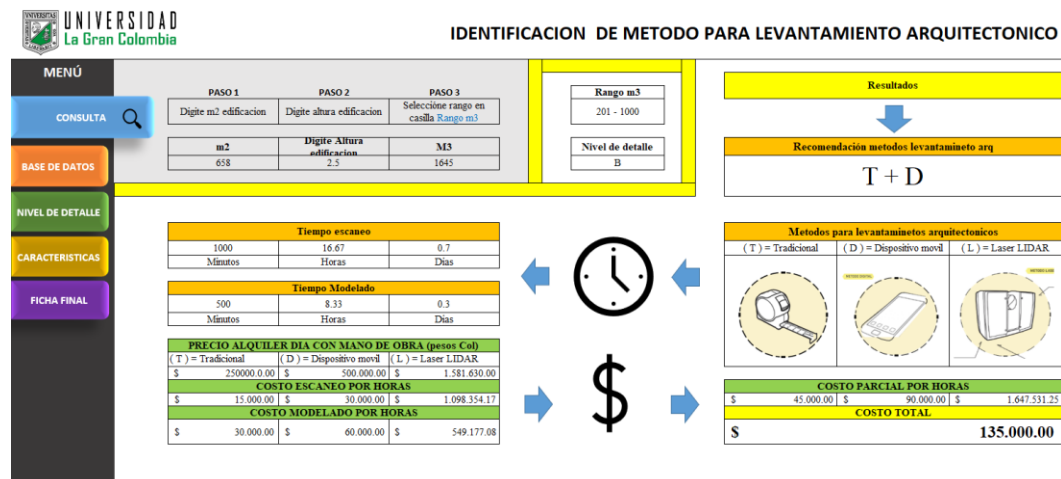 UNIVERSIDAD
La Gran Colombia
IDENTIFICACION DE METODO PARA LEVANTAMIENTO ARQUITECTONICO
MENÚ
CONSULTA
BASE DE DATOS
NIVEL DE DETALLE
CARACTERISTICAS
FICHA FINAL
PASO 1 PASO 2 PASO 3
Digite m2 edificacion Digite altura edificacion Seleccióne rango en
casilla Rango m3
m2 Digite Altura edificacion M3
658 2.5 1645
Rango m3
201 - 1000
Nivel de detalle
B
Resultados
Recomendación metodos levantamineto arq
T + D
Tiempo escaneo
1000 16.67 0.7
Minutos Horas Dias
Tiempo Modelado
500 8.33 0.3
Minutos Horas Dias
Metodos para levantaminetos arquitectonicos
( T ) = Tradicional ( D ) = Dispositivo movil ( L ) = Laser LIDAR
PRECIO ALQUILER DIA CON MANO DE OBRA (pesos Col)
( T ) = Tradicional ( D ) = Dispositivo movil ( L ) = Laser LIDAR
$ 250000.0.00 $ 500.000.00 $ 1.581.630.00
COSTO ESCANEO POR HORAS
$ 15.000.00 $ 30.000.00 $ 1.098.354.17
COSTO MODELADO POR HORAS
$ 30.000.00 $ 60.000.00 $ 549.177.08
$
COSTO PARCIAL POR HORAS
$ 45.000.00 $ 90.000.00 $ 1.647.531.25
COSTO TOTAL
$ 135.000.00